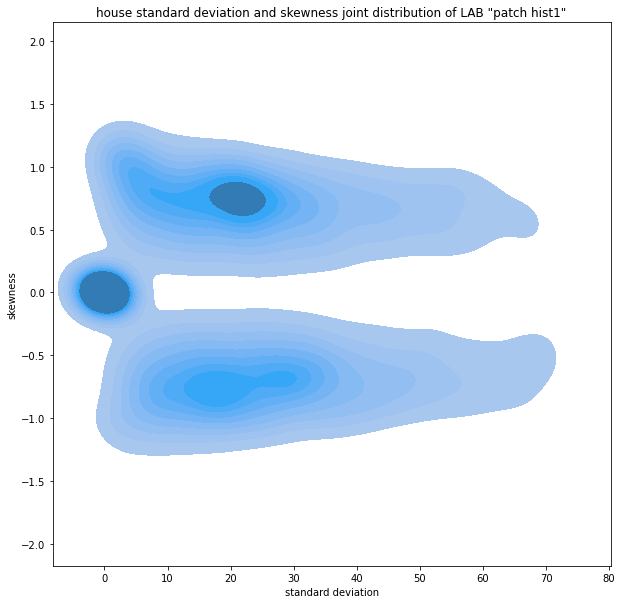 house standard deviation and skewness joint distribution of LAB "patch hist1"
2.0
1.5
1.0
0.5
0.0
−0.5
−1.0
−1.5
−2.0
skewness
0 10 20 30 40 50 60 70 80
standard deviation